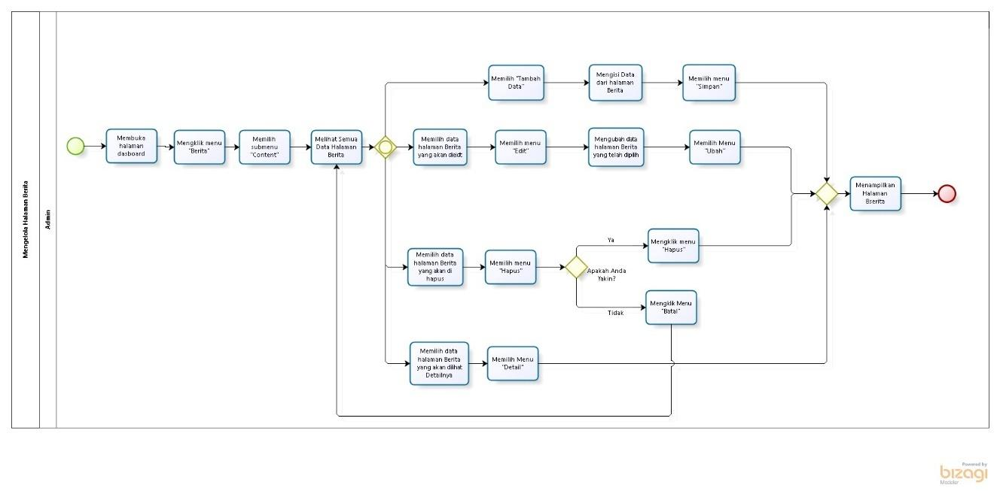 Mengelola Halaman Berita
Admin
Membuka
halaman
dasboard
Mengklik menu
"Berita"
Memilih
submenu
"Content"
Melihat Semua
Data Halaman
Berita
Memilih "Tambah
Data"
Mengisi Data
dari halaman
Berita
Memilih menu
"Simpan"
Memilih data
halaman Berita
yang akan dieidt
Memilih menu
"Edit"
Mengubah data
halaman Berita
yang telah dipilih
Memilih Menu
"Ubah"
Memilih data
halaman Berita
yang akan di
hapus
Memilih menu
"Hapus"
Apakah Anda
Yakin?
Ya
Mengklik menu
"Hapus"
Tidak
Mengklik Menu
"Batal"
Memilih data
halaman Berita
yang akan dilihat
Detailnya
Memilih Menu
"Detail"
Menampilkan
Halaman
Bserita
Powered by
bizagi
Modeler